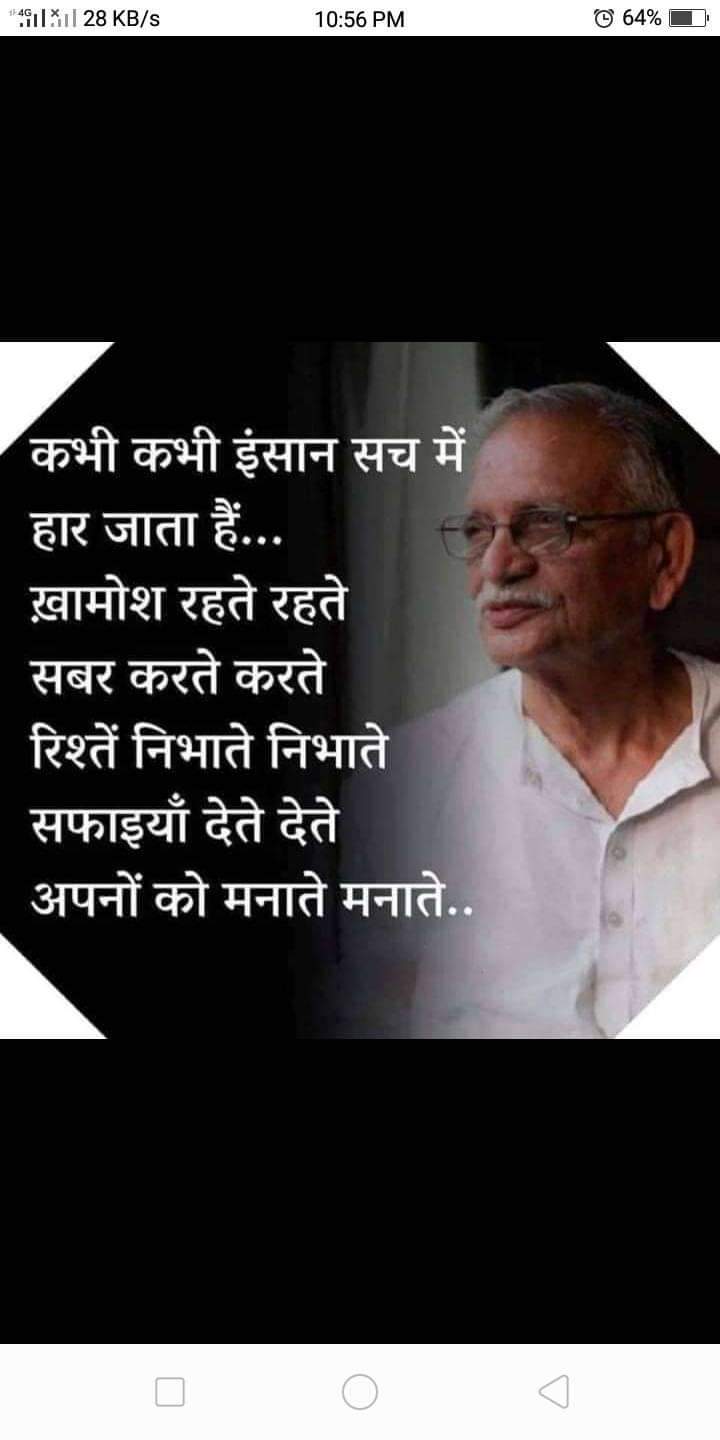 4G 28 KB/s 10:56 PM 64%
कभी कभी इंसान सच में
हार जाता हैं...
ख़ामोश रहते रहते
सबर करते करते
रिश्तें निभाते निभाते
सफाइयाँ देते देते
अपनों को मनाते मनाते..